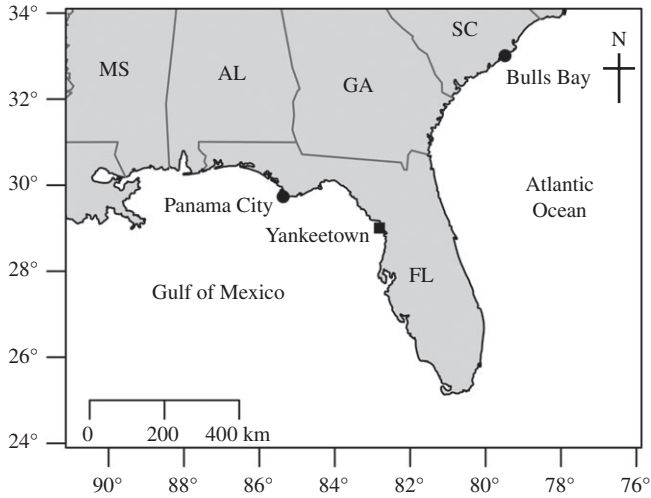 34°
32°
30°
28°
26°
24°
SC
N
MS
AL
GA
Bulls Bay
Panama City
Atlantic
Ocean
Yankeetown
FL
Gulf of Mexico
0 200 400 km
90° 88° 86° 84° 82° 80° 78° 76°